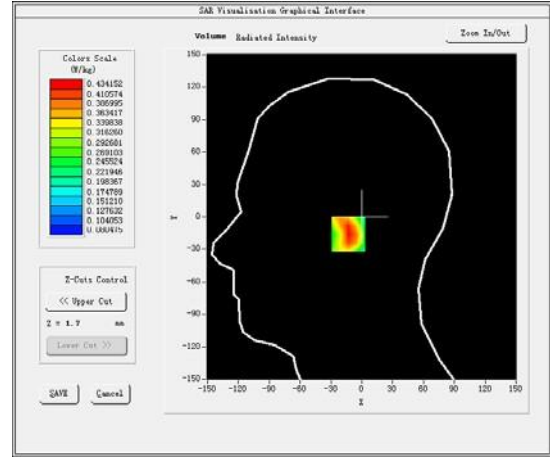 SAR Visualisation Graphical Interface
Volume Radiated Intensity
Zoom In/Out
Colors Scale
(W/kg)
0.434152
0.410574
0.386995
0.363417
0.339838
0.316260
0.292681
0.269103
0.245524
0.221946
0.198367
0.174789
0.151210
0.127632
0.104053
0.080475
150
120
90
60
30
0
-30
-60
-90
-120
-150
Y
-150 -120 -90 -60 -30 0 30 60 90 120 150
X
Z-Cuts Control
<< Upper Cut
Z = 1.7 mm
Lower Cut >>
SAVE Cancel